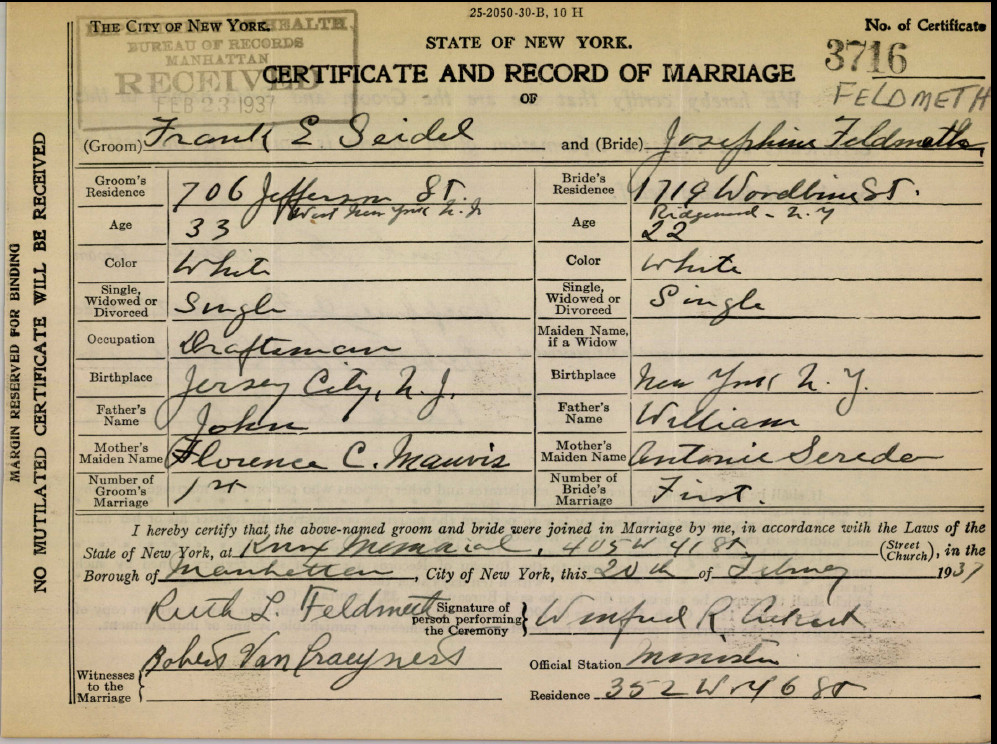 25-2050-30-B, 10 H
THE CITY OF NEW YORK.
No. of Certificate
DEPARTMENT OF HEALTH
BUREAU OF RECORDS
MANHATTAN
RECEIVED
FEB 23 1937
STATE OF NEW YORK.
3716
CERTIFICATE AND RECORD OF MARRIAGE
OF
FELDMETH
(Groom) Frank E Seidel and (Bride) Josephine Feldmeth
Groom's Residence 706 Jefferson St
West New York N.J.
Bride's Residence 1719 Woodbine St.
Ridgewood - N.Y
Age 33
Age 22
Color White
Color White
Single, Widowed or Divorced Single
Single, Widowed or Divorced Single
Occupation Draftsman
Maiden Name, if a Widow
Birthplace Jersey City, N.J.
Birthplace New York N.Y.
Father's Name John
Father's Name William
Mother's Maiden Name Florence C. Mauvis
Mother's Maiden Name Antonie Sereda
Number of Groom's Marriage 1st
Number of Bride's Marriage First.
I hereby certify that the above-named groom and bride were joined in Marriage by me, in accordance with the Laws of the
State of New York, at Knox Memorial, 405 W 41 St (Street Church), in the
Borough of Manhattan, City of New York, this 20th of February 1937
Ruth L. Feldmeth
Signature of person performing the Ceremony Winfred R.
Witnesses to the Marriage Robert Van
Official Station Minister
Residence 352 W 46 St
MARGIN RESERVED FOR BINDING
NO MUTILATED CERTIFICATE WILL BE RECEIVED